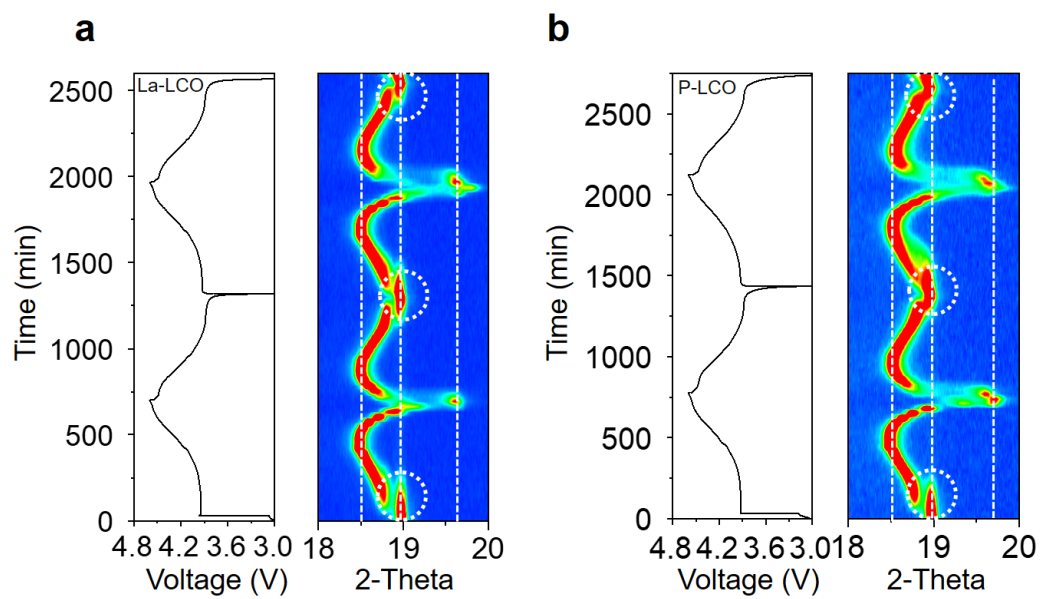 a
La-LCO
2500
2000
1500
1000
500
0
Time (min)
4.8 4.2 3.6 3.0
Voltage (V)
18 19 20
2-Theta
b
P-LCO
2500
2000
1500
1000
500
0
Time (min)
4.8 4.2 3.6 3.0
Voltage (V)
18 19 20
2-Theta